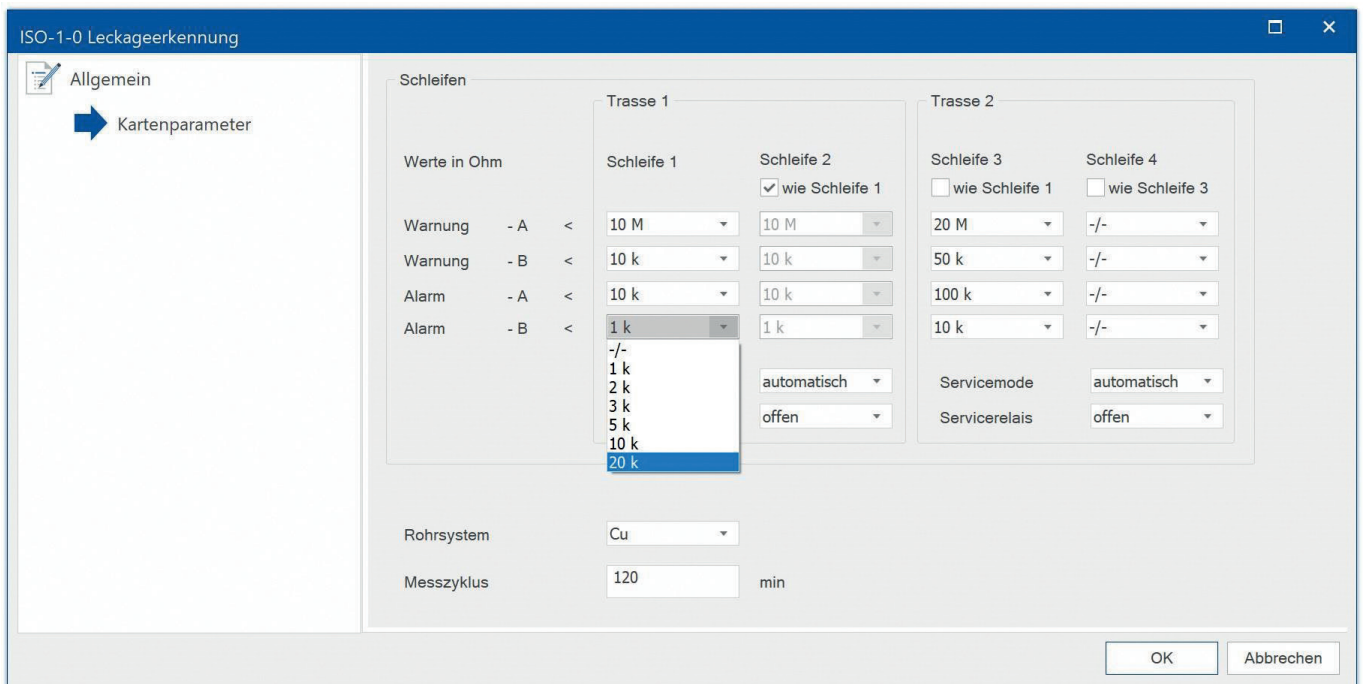 ISO-1-0 Leckageerkennung
Allgemein
Kartenparameter
Schleifen
Trasse 1
Trasse 2
Werte in Ohm
Schleife 1
Schleife 2
Schleife 3
Schleife 4
wie Schleife 1
wie Schleife 1
wie Schleife 3
Warnung - A < 10 M 10 M 20 M -/-
Warnung - B < 10 k 10 k 50 k -/-
Alarm - A < 10 k 10 k 100 k -/-
Alarm - B < 1 k 1 k 10 k -/-
-/-
1 k
2 k
3 k
5 k
10 k
20 k
automatisch
offen
Servicemode automatisch
Servicerelais offen
Rohrsystem Cu
Messzyklus 120 min
OK
Abbrechen